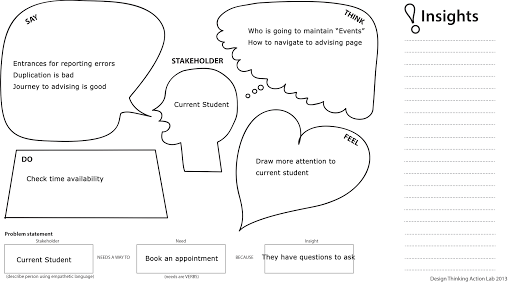 SAY
Entrances for reporting errors
Duplication is bad
Journey to advising is good
THINK
Who is going to maintain "Events"
How to navigate to advising page
Insights
STAKEHOLDER
Current Student
DO
Check time availability
FEEL
Draw more attention to
current student
Problem statement
Stakeholder
Need
Insight
Current Student
NEEDS A WAY TO
Book an appointment
BECAUSE
They have questions to ask
(describe person using empathetic language)
(needs are VERBS)
Design Thinking Action Lab 2013